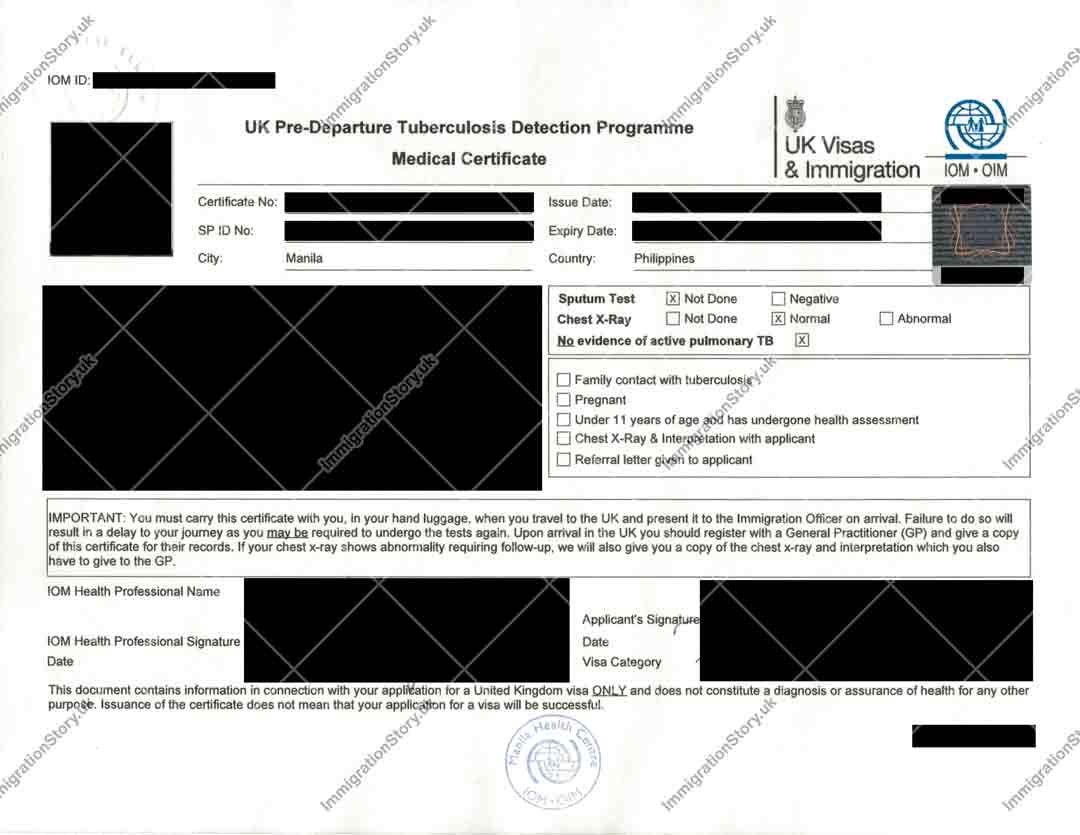 IOM ID:
UK Pre-Departure Tuberculosis Detection Programme
Medical Certificate
UK Visas
& Immigration
IOM • OIM
Certificate No:
Issue Date:
SP ID No:
Expiry Date:
City: Manila
Country: Philippines
Sputum Test [X] Not Done [ ] Negative
Chest X-Ray [ ] Not Done [X] Normal [ ] Abnormal
No evidence of active pulmonary TB [X]
Family contact with tuberculosis
Pregnant
Under 11 years of age and has undergone health assessment
Chest X-Ray & Interpretation with applicant
Referral letter given to applicant
IMPORTANT: You must carry this certificate with you, in your hand luggage, when you travel to the UK and present it to the Immigration Officer on arrival. Failure to do so will
result in a delay to your journey as you may be required to undergo the tests again. Upon arrival in the UK you should register with a General Practitioner (GP) and give a copy
of this certificate for their records. If your chest x-ray shows abnormality requiring follow-up, we will also give you a copy of the chest x-ray and interpretation which you also
have to give to the GP.
IOM Health Professional Name
IOM Health Professional Signature
Date
Applicant's Signature
Date
Visa Category
This document contains information in connection with your application for a United Kingdom visa ONLY and does not constitute a diagnosis or assurance of health for any other
purpose. Issuance of the certificate does not mean that your application for a visa will be successful.
Manila Health Centre
IOM • OIM
ImmigrationStory.uk